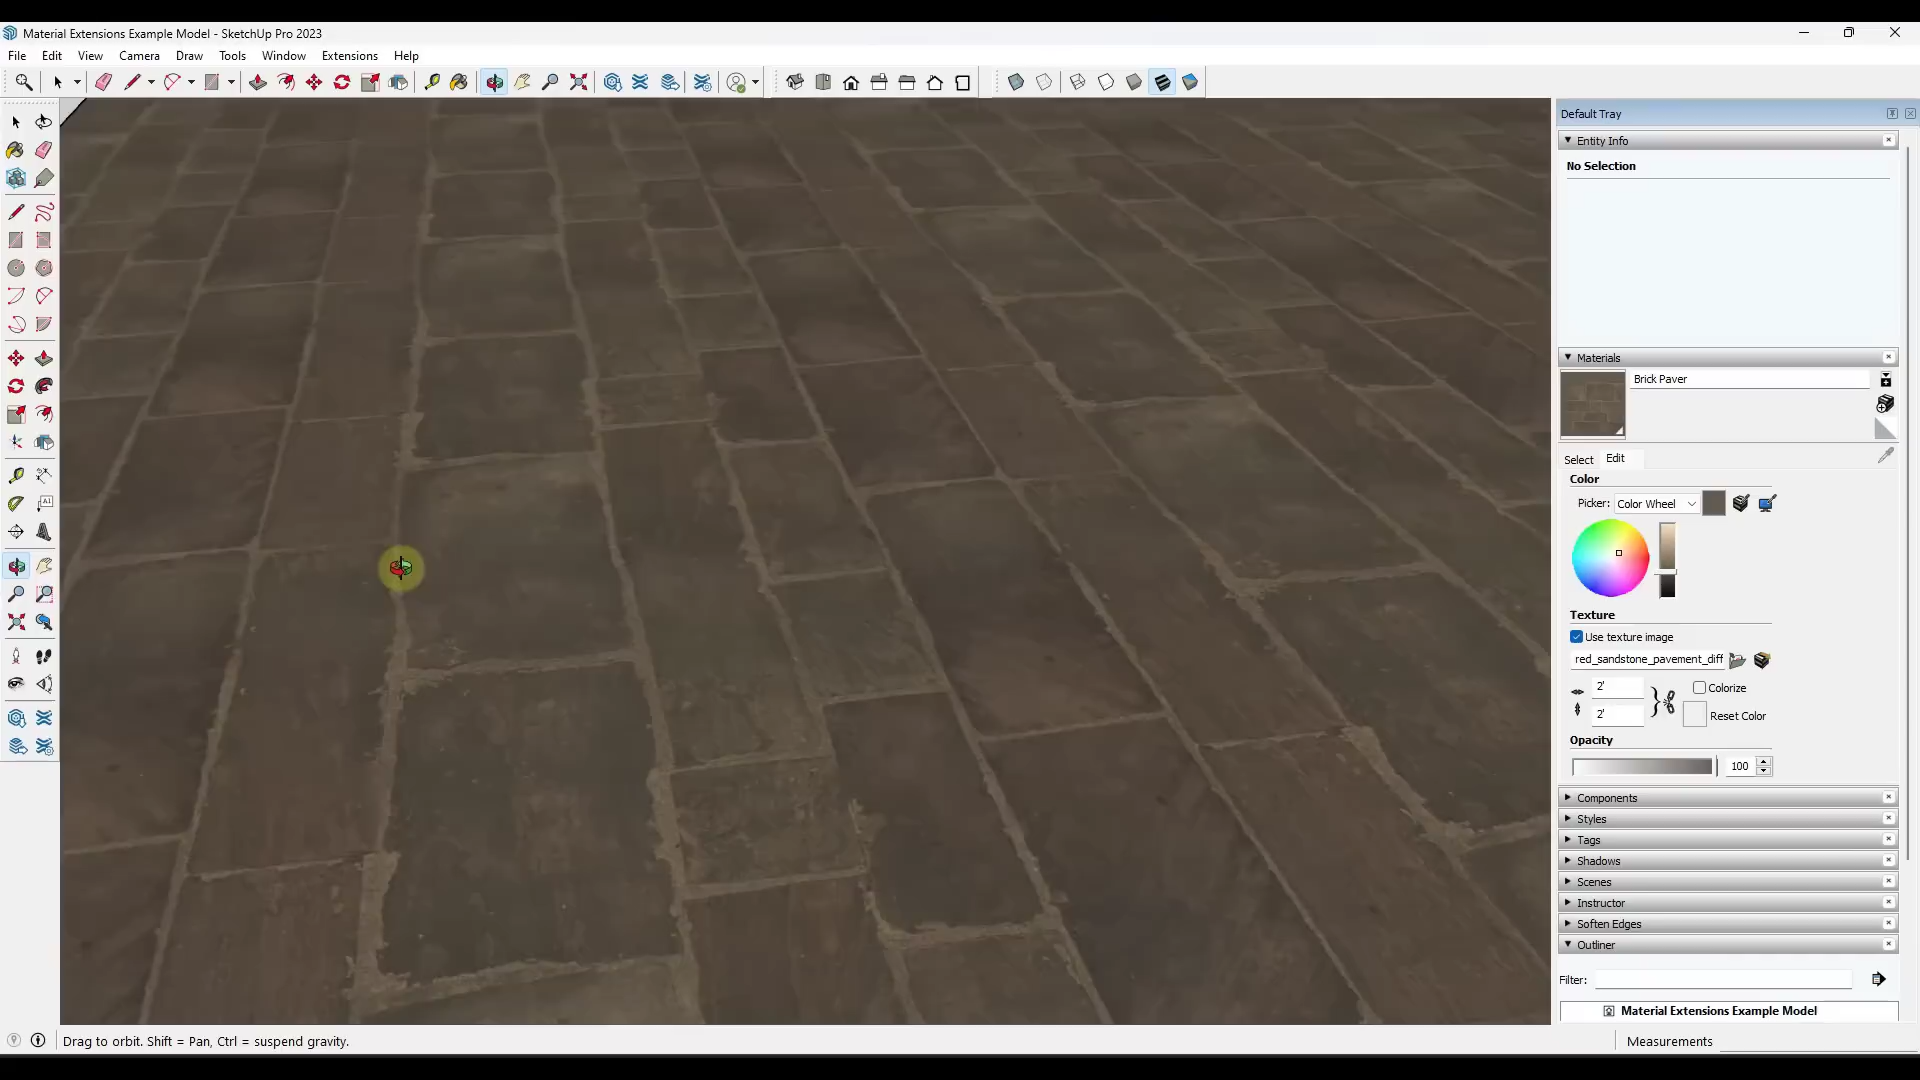 Material Extensions Example Model - SketchUp Pro 2023
File Edit View Camera Draw Tools Window Extensions Help
Default Tray
Entity Info
No Selection
Materials
Brick Paver
Select Edit
Color
Picker: Color Wheel
Texture
Use texture image
red_sandstone_pavement_diff
2'
Colorize
2'
Reset Color
Opacity
100
Components
Styles
Tags
Shadows
Scenes
Instructor
Soften Edges
Outliner
Filter:
Material Extensions Example Model
Drag to orbit. Shift = Pan, Ctrl = suspend gravity.
Measurements